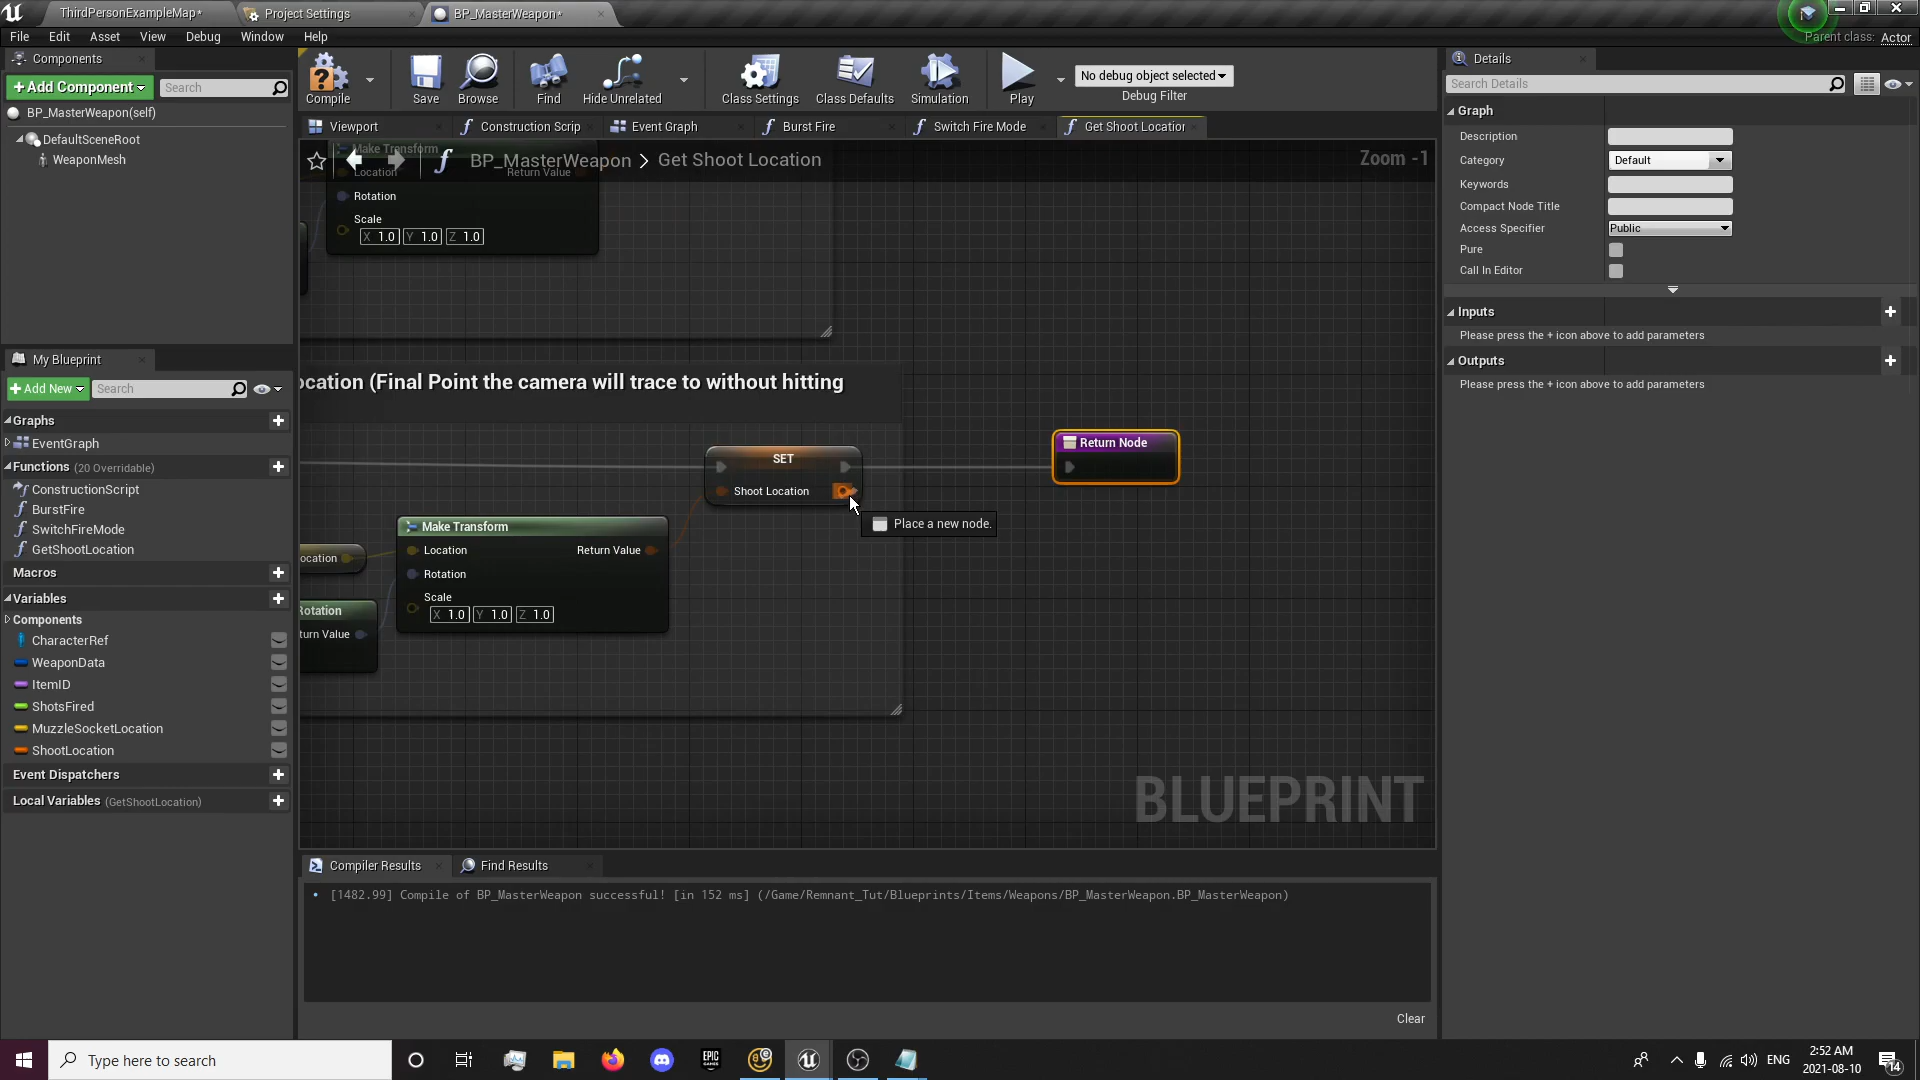 ThirdPersonExampleMap*
Project Settings
BP_MasterWeapon*
File Edit Asset View Debug Window Help
Parent class: Actor
Components
+Add Component
Search
BP_MasterWeapon(self)
DefaultSceneRoot
WeaponMesh
Compile
Save
Browse
Find
Hide Unrelated
Class Settings
Class Defaults
Simulation
Play
No debug object selected
Debug Filter
Viewport
Construction Scrip
Event Graph
Burst Fire
Switch Fire Mode
Get Shoot Location
BP_MasterWeapon > Get Shoot Location
Zoom -1
Make Transform
Location
Return Value
Rotation
Scale
X 1.0 Y 1.0 Z 1.0
ocation (Final Point the camera will trace to without hitting
SET
Shoot Location
Return Node
Place a new node.
Make Transform
Location
Return Value
Rotation
Scale
X 1.0 Y 1.0 Z 1.0
ocation
Rotation
turn Value
BLUEPRINT
My Blueprint
+Add New
Search
Graphs
EventGraph
Functions (20 Overridable)
ConstructionScript
BurstFire
SwitchFireMode
GetShootLocation
Macros
Variables
Components
CharacterRef
WeaponData
ItemID
ShotsFired
MuzzleSocketLocation
ShootLocation
Event Dispatchers
Local Variables (GetShootLocation)
Compiler Results
Find Results
[1482.99] Compile of BP_MasterWeapon successful! [in 152 ms] (/Game/Remnant_Tut/Blueprints/Items/Weapons/BP_MasterWeapon.BP_MasterWeapon)
Clear
Details
Search Details
Graph
Description
Category
Default
Keywords
Compact Node Title
Access Specifier
Public
Pure
Call In Editor
Inputs
Please press the + icon above to add parameters
Outputs
Please press the + icon above to add parameters
Type here to search
EPIC GAMES
ENG
2:52 AM
2021-08-10
14